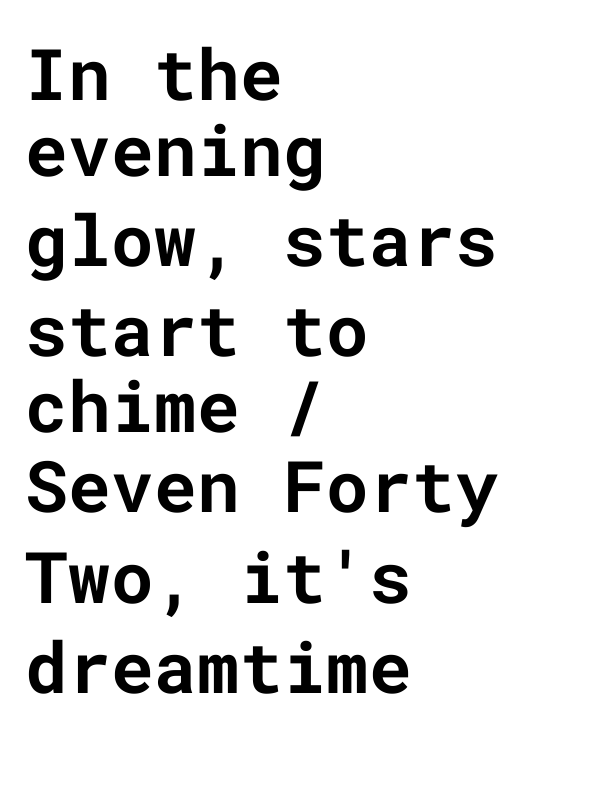 In the
evening
glow, stars
start to
chime /
Seven Forty
Two, it's
dreamtime